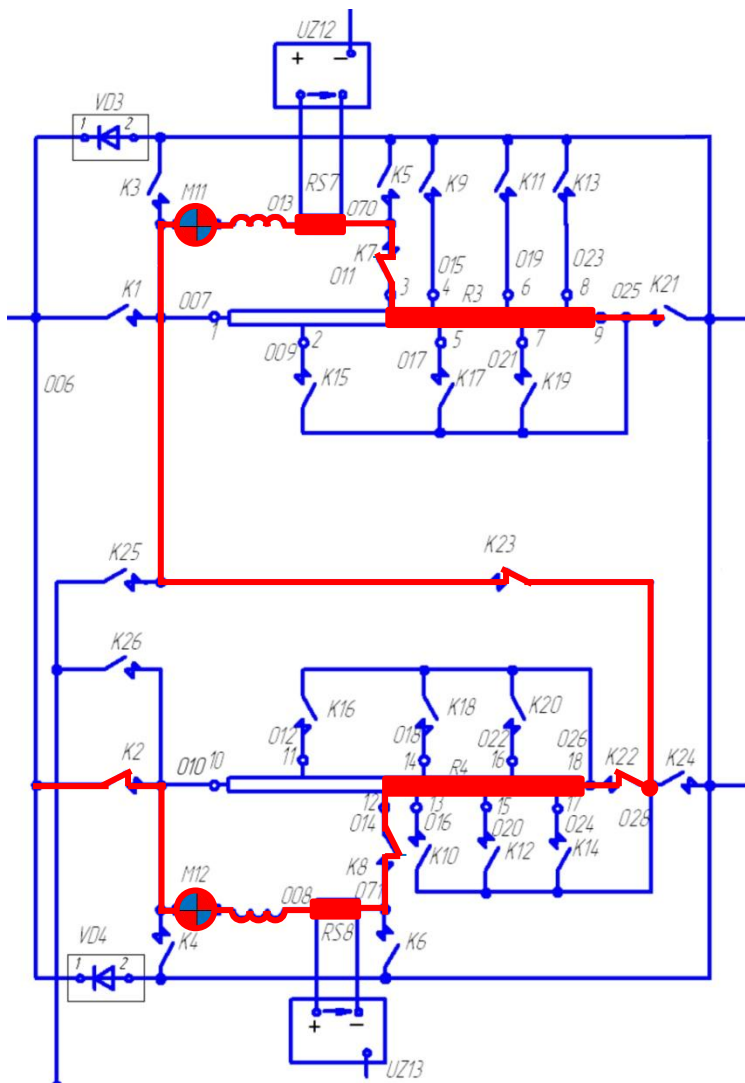 UZ12
+ −
VD3
1 2
K3
M11
013
RS7
070
K5
K9
K11
K13
K7
011
015
019
023
K1
007
1
3
4
R3
6
8
025
K21
9
009
2
017
5
021
7
006
K15
K17
K19
K25
K23
K26
K16
K18
K20
012
11
018
14
022
16
026
18
K2
010
10
R4
K22
K24
12
13
15
17
014
016
020
024
028
K8
K10
K12
K14
M12
008
071
VD4
1 2
K4
RS8
K6
+ −
UZ13